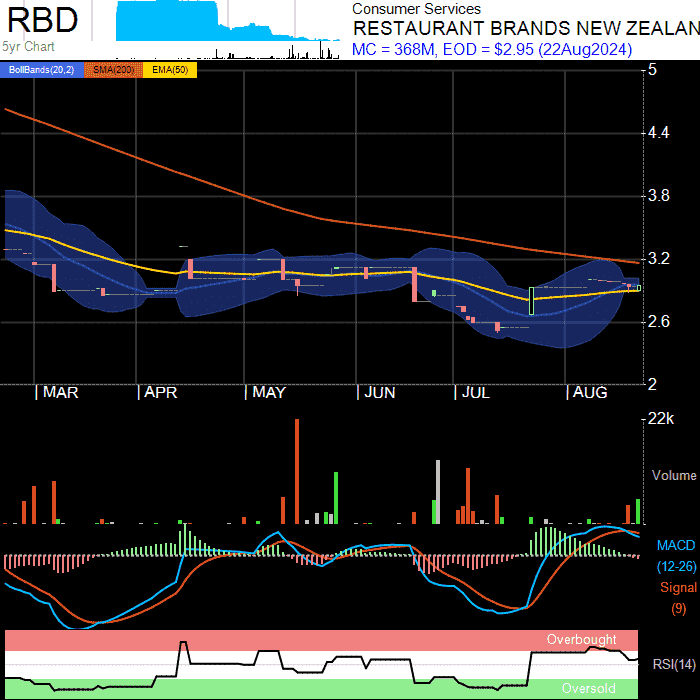 RBD
5yr Chart
Consumer Services
RESTAURANT BRANDS NEW ZEALAN
MC = 368M, EOD = $2.95 (22Aug2024)
BollBands(20,2) SMA(200) EMA(50)
5
4.4
3.8
3.2
2.6
2
MAR APR MAY JUN JUL AUG
22k
Volume
MACD
(12-26)
Signal
(9)
Overbought
RSI(14)
Oversold